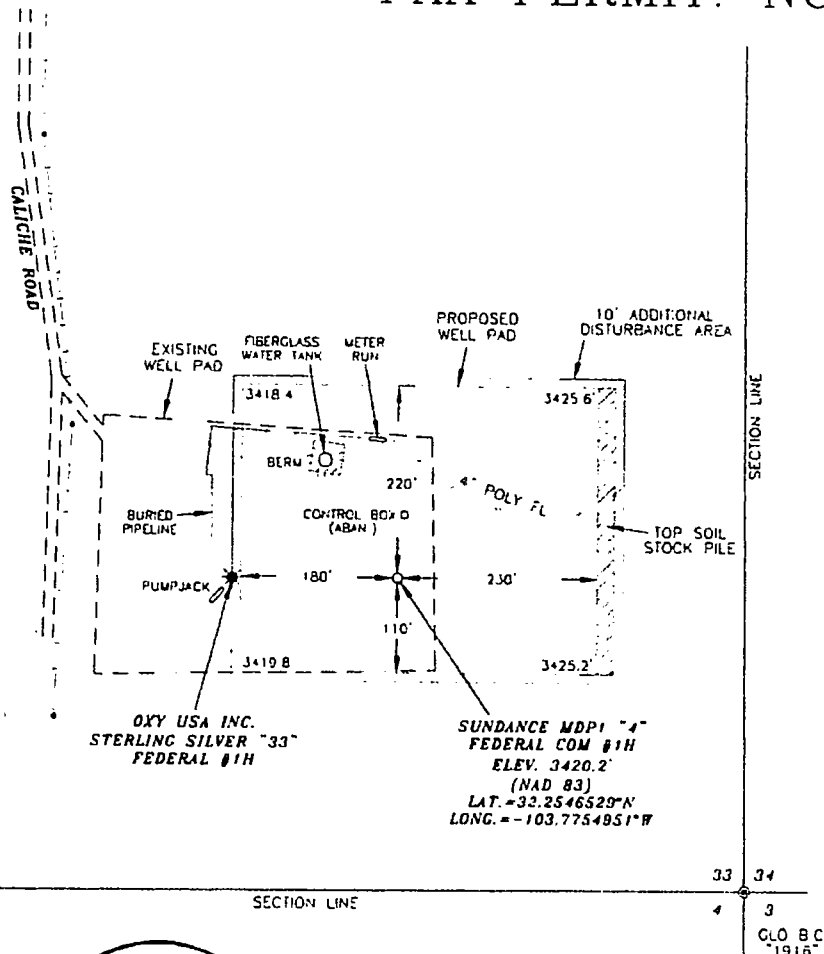 CALICHE ROAD
EXISTING
WELL PAD
FIBERGLASS
WATER TANK
METER
RUN
PROPOSED
WELL PAD
10' ADDITIONAL
DISTURBANCE AREA
3418.4
3425.6'
SECTION LINE
BERM
220'
4" POLY FL
BURIED
PIPELINE
CONTROL BOX
(ABAN.)
TOP SOIL
STOCK PILE
PUMPJACK
180'
230'
110'
3419.8
3425.2'
OXY USA INC.
STERLING SILVER "33"
FEDERAL #1H
SUNDANCE MDP1 "4"
FEDERAL COM #1H
ELEV. 3420.2'
(NAD 83)
LAT.=32.2546529°N
LONG.=-103.7754951°W
33 34
SECTION LINE
4 3
GLO B.C.
"1916"